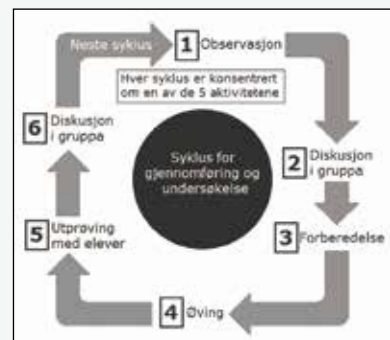 Neste syklus
1 Observasjon
Hver syklus er konsentrert
om en av de 5 aktivitetene
2 Diskusjon
i gruppa
3 Forberedelse
4 Øving
5 Utprøving
med elever
6 Diskusjon
i gruppa
Syklus for
gjennomføring og
undersøkelse